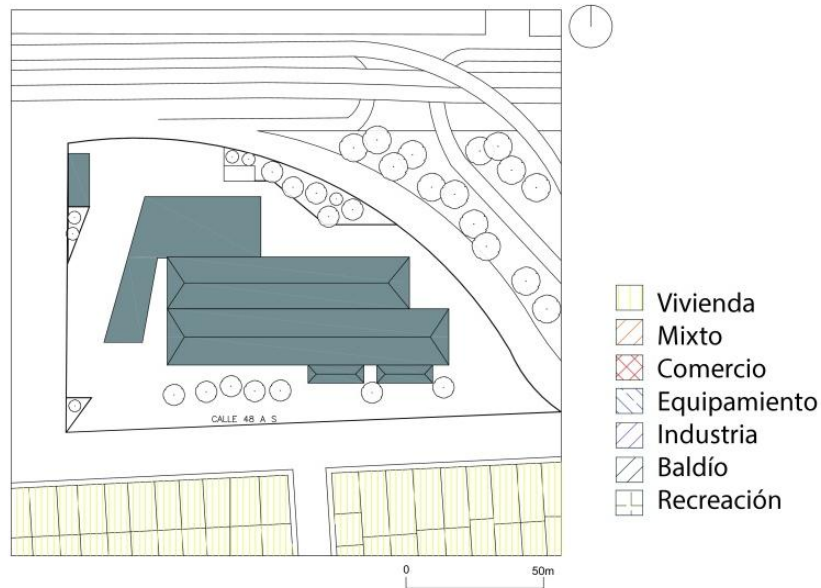 Vivienda
Mixto
Comercio
Equipamiento
Industria
Baldío
Recreación
CALLE 48 A S
0 50m